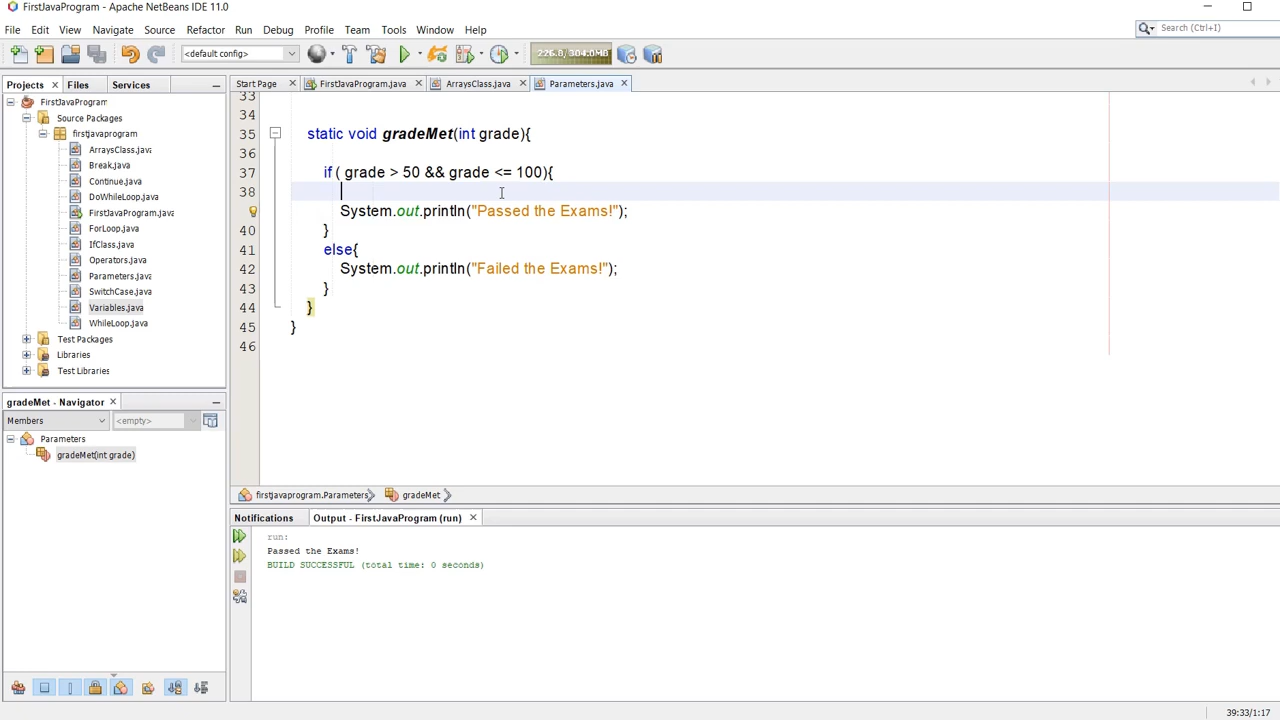 FirstJavaProgram - Apache NetBeans IDE 11.0
File Edit View Navigate Source Refactor Run Debug Profile Team Tools Window Help
Search (Ctrl+I)
<default config>
226.8/304.0MB
Projects Files Services
Start Page FirstJavaProgram.java ArraysClass.java Parameters.java
FirstJavaProgram
Source Packages
firstjavaprogram
ArraysClass.java
Break.java
Continue.java
DoWhileLoop.java
FirstJavaProgram.java
ForLoop.java
IfClass.java
Operators.java
Parameters.java
SwitchCase.java
Variables.java
WhileLoop.java
Test Packages
Libraries
Test Libraries
33
34
35 static void gradeMet(int grade){
36
37 if ( grade > 50 && grade <= 100){
38
System.out.println("Passed the Exams!");
40 }
41 else{
42 System.out.println("Failed the Exams!");
43 }
44 }
45 }
46
gradeMet - Navigator
Members <empty>
Parameters
gradeMet(int grade)
firstjavaprogram.Parameters gradeMet
Notifications Output - FirstJavaProgram (run)
run:
Passed the Exams!
BUILD SUCCESSFUL (total time: 0 seconds)
39:33/1:17